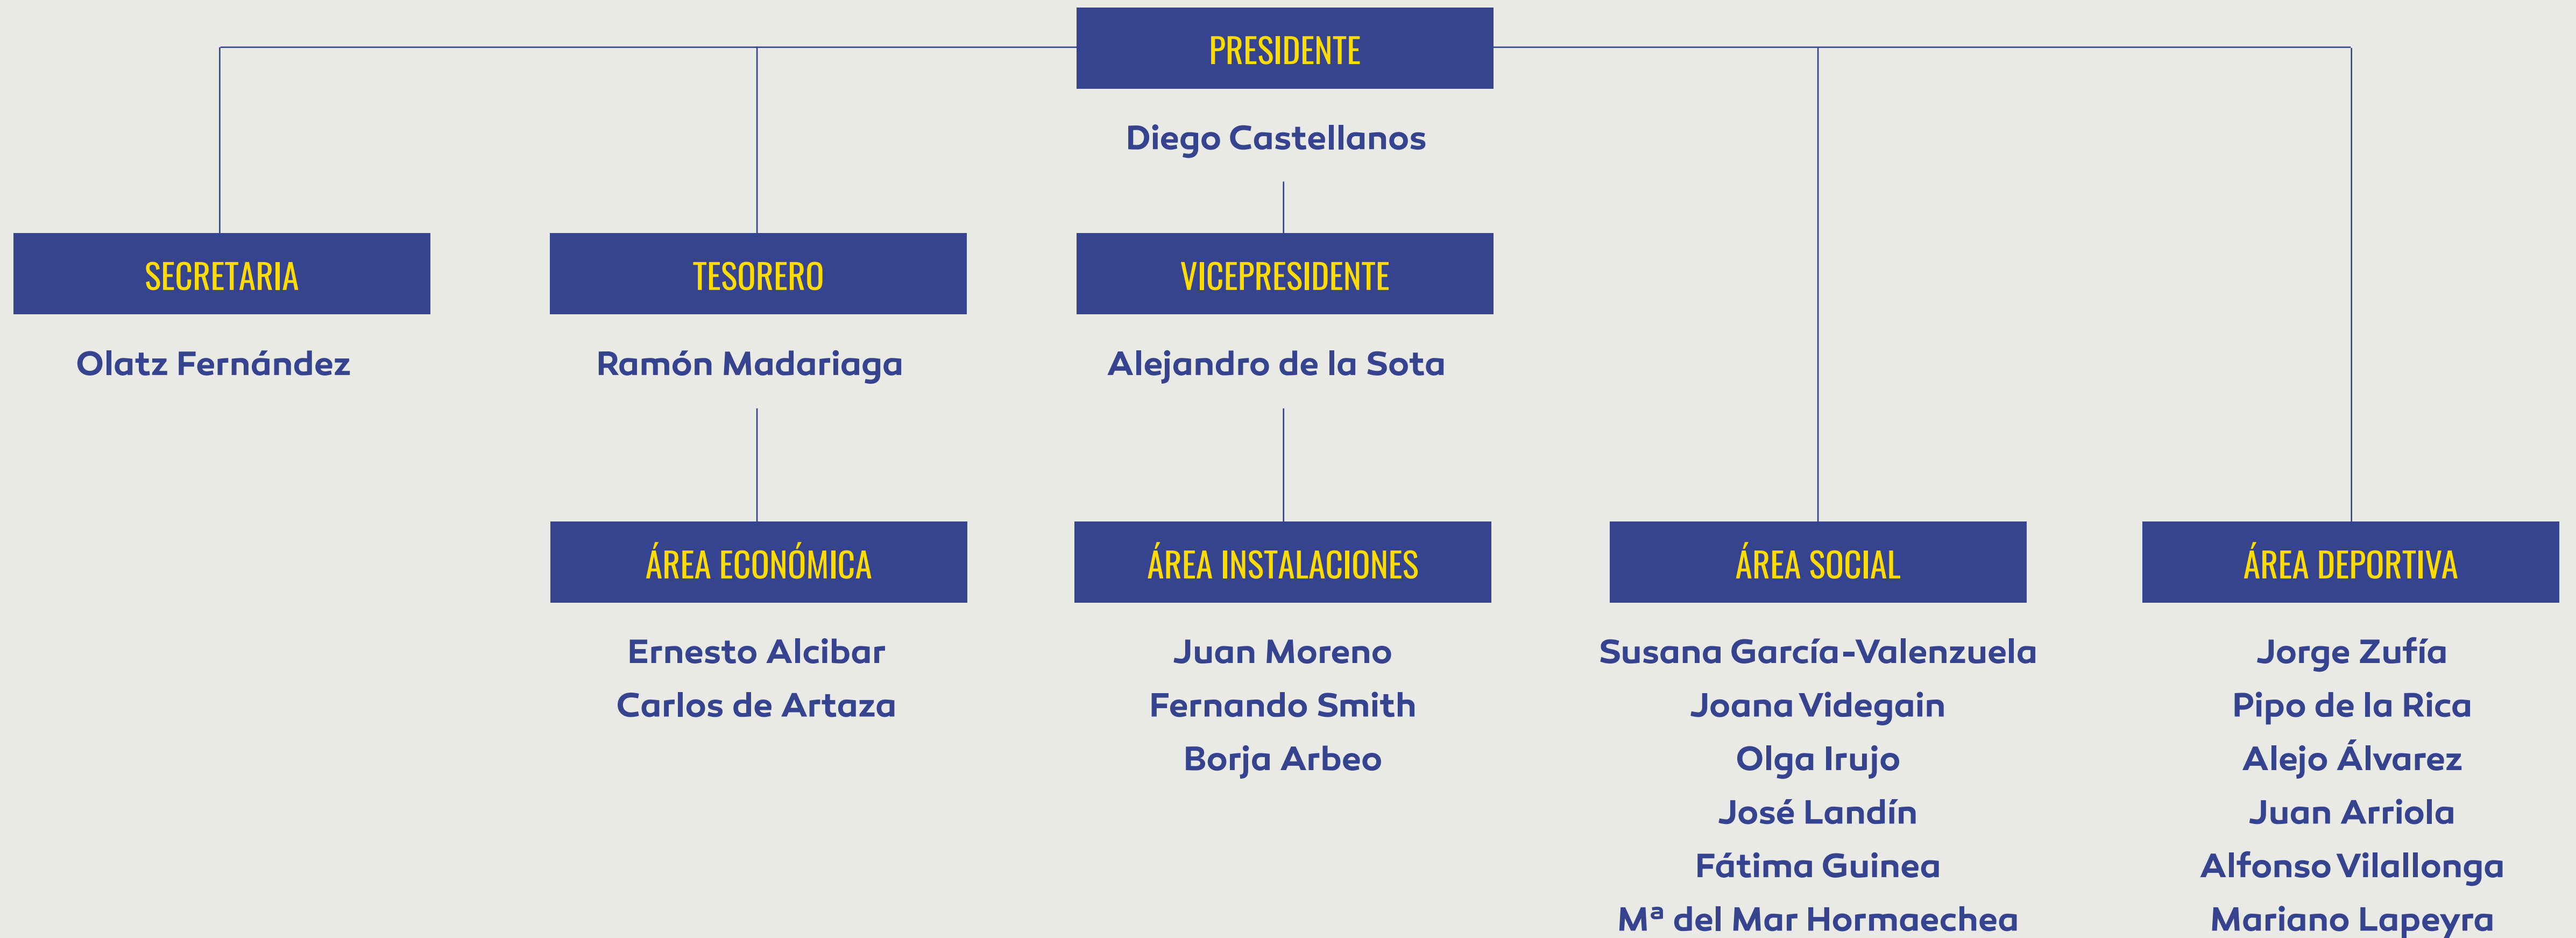 PRESIDENTE
Diego Castellanos
SECRETARIA
Olatz Fernández
TESORERO
Ramón Madariaga
VICEPRESIDENTE
Alejandro de la Sota
ÁREA ECONÓMICA
Ernesto Alcibar
Carlos de Artaza
ÁREA INSTALACIONES
Juan Moreno
Fernando Smith
Borja Arbeo
ÁREA SOCIAL
Susana García-Valenzuela
Joana Videgain
Olga Irujo
José Landín
Fátima Guinea
Mª del Mar Hormaechea
ÁREA DEPORTIVA
Jorge Zufía
Pipo de la Rica
Alejo Álvarez
Juan Arriola
Alfonso Vilallonga
Mariano Lapeyra